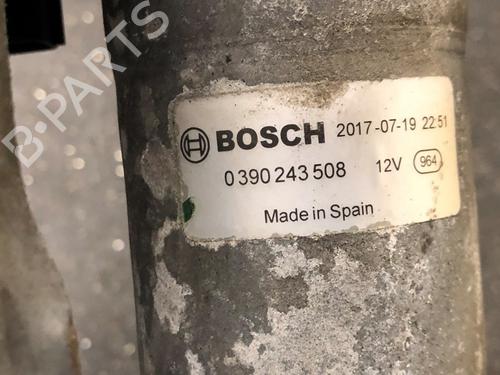 B-PARTS
BOSCH 2017-07-19 22:51
0 390 243 508 12V 964
Made in Spain